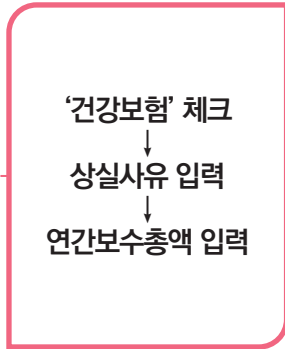 ‘건강보험’ 체크
↓
상실사유 입력
↓
연간보수총액 입력